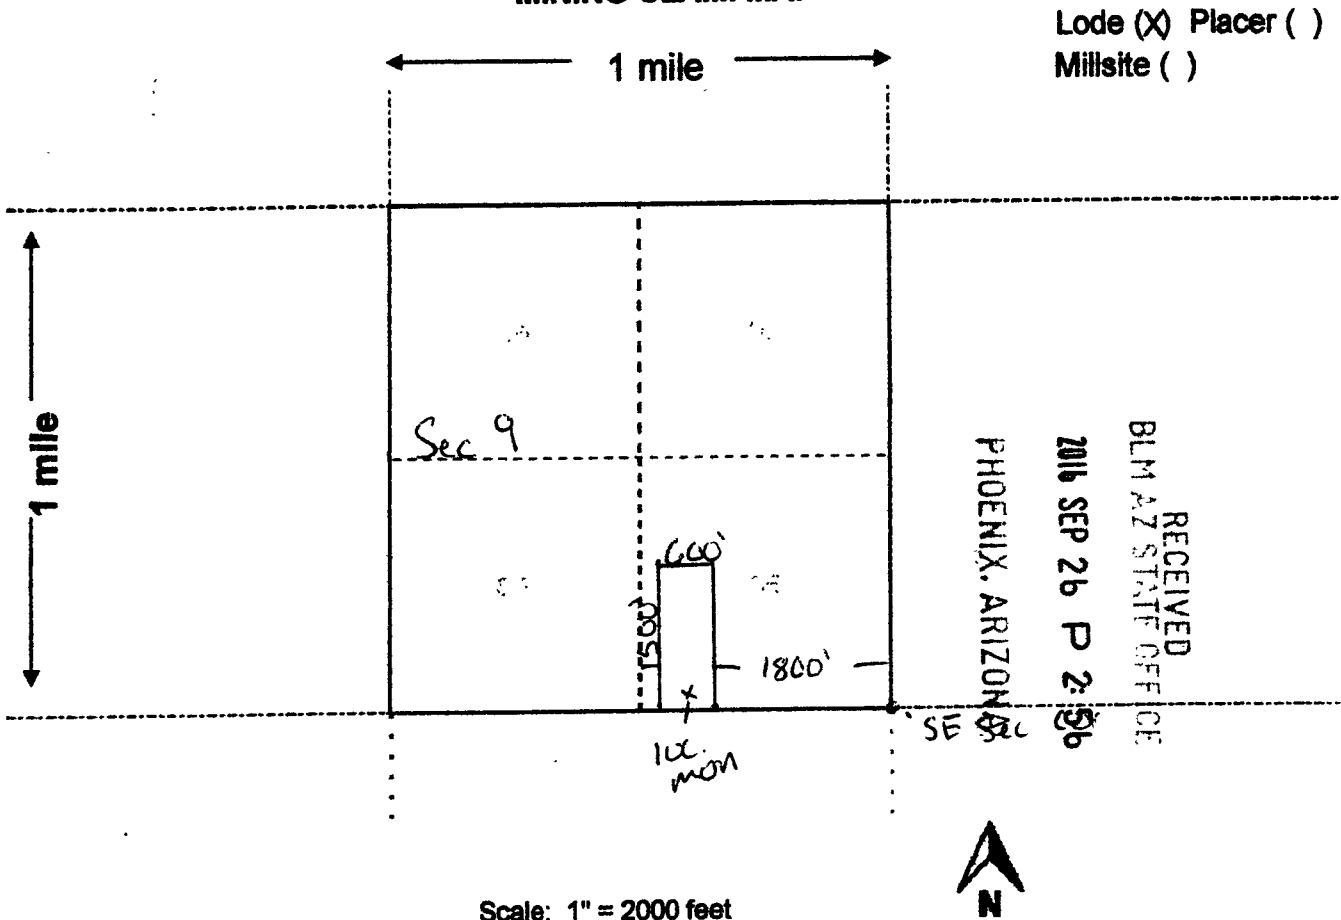 Lode (X) Placer ( )
Millsite ( )
1 mile
1 mile
Sec 9
600'
1500'
1800'
loc.
mon
SE Sec
RECEIVED
BLM AZ STATE OFFICE
2016 SEP 26 P 2:56
PHOENIX, ARIZONA
N
Scale: 1" = 2000 feet